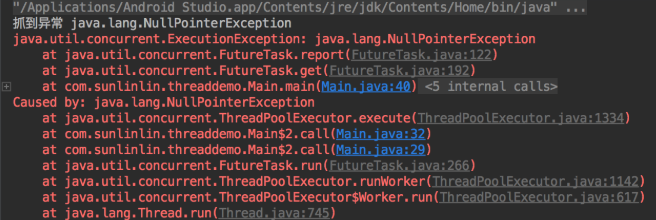 "/Applications/Android Studio.app/Contents/jre/jdk/Contents/Home/bin/java" ...
抓到异常 java.lang.NullPointerException
java.util.concurrent.ExecutionException: java.lang.NullPointerException
at java.util.concurrent.FutureTask.report(FutureTask.java:122)
at java.util.concurrent.FutureTask.get(FutureTask.java:192)
at com.sunlinlin.threaddemo.Main.main(Main.java:40) <5 internal calls>
Caused by: java.lang.NullPointerException
at java.util.concurrent.ThreadPoolExecutor.execute(ThreadPoolExecutor.java:1334)
at com.sunlinlin.threaddemo.Main$2.call(Main.java:32)
at com.sunlinlin.threaddemo.Main$2.call(Main.java:29)
at java.util.concurrent.FutureTask.run(FutureTask.java:266)
at java.util.concurrent.ThreadPoolExecutor.runWorker(ThreadPoolExecutor.java:1142)
at java.util.concurrent.ThreadPoolExecutor$Worker.run(ThreadPoolExecutor.java:617)
at java.lang.Thread.run(Thread.java:745)